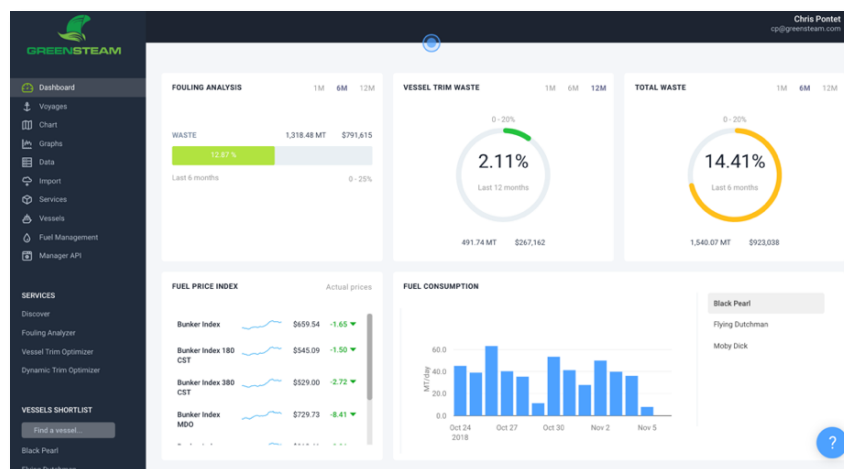 GREENSTEAM
Chris Pontet
cp@greensteam.com
Dashboard
Voyages
Chart
Graphs
Data
Import
Services
Vessels
Fuel Management
Manager API
SERVICES
Discover
Fouling Analyzer
Vessel Trim Optimizer
Dynamic Trim Optimizer
VESSELS SHORTLIST
Find a vessel...
Black Pearl
Flying Dutchman
FOULING ANALYSIS 1M 6M 12M
WASTE 1,318.48 MT $791,615
12.87 %
Last 6 months 0 - 25%
VESSEL TRIM WASTE 1M 6M 12M
0 - 20%
2.11%
Last 12 months
491.74 MT $267,162
TOTAL WASTE 1M 6M 12M
0 - 20%
14.41%
Last 6 months
1,540.07 MT $923,038
FUEL PRICE INDEX Actual prices
Bunker Index $659.54 -1.65
Bunker Index 180 $545.09 -1.50
CST
Bunker Index 380 $529.00 -2.72
CST
Bunker Index $729.73 -8.41
MDO
FUEL CONSUMPTION
MT/day
60.0
40.0
20.0
0.0
Oct 24 Oct 27 Oct 30 Nov 2 Nov 5
2018
Black Pearl
Flying Dutchman
Moby Dick
?